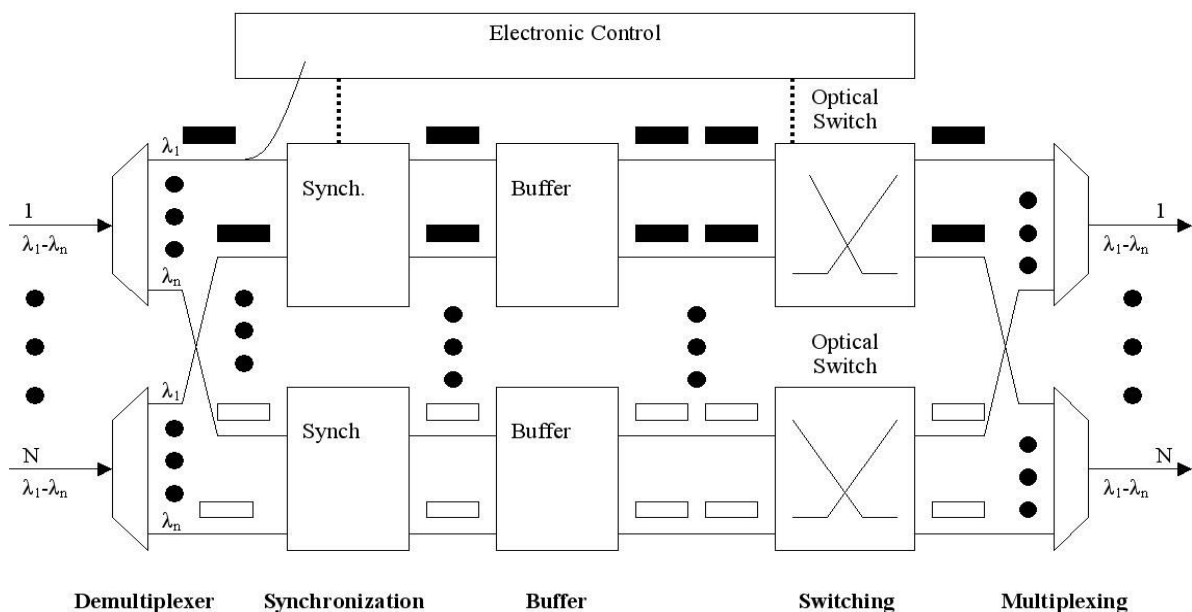 Electronic Control
Optical
Switch
λ1
Synch.
Buffer
1
λ1-λn
λn
1
λ1-λn
Optical
Switch
λ1
Synch
Buffer
N
λ1-λn
λn
N
λ1-λn
Demultiplexer Synchronization Buffer Switching Multiplexing